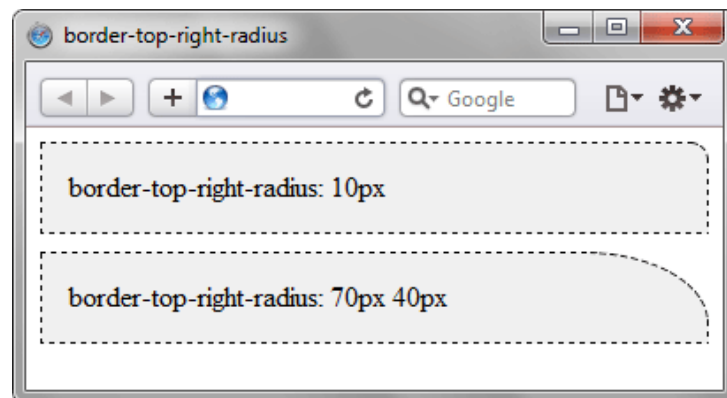 border-top-right-radius
Google
border-top-right-radius: 10px
border-top-right-radius: 70px 40px